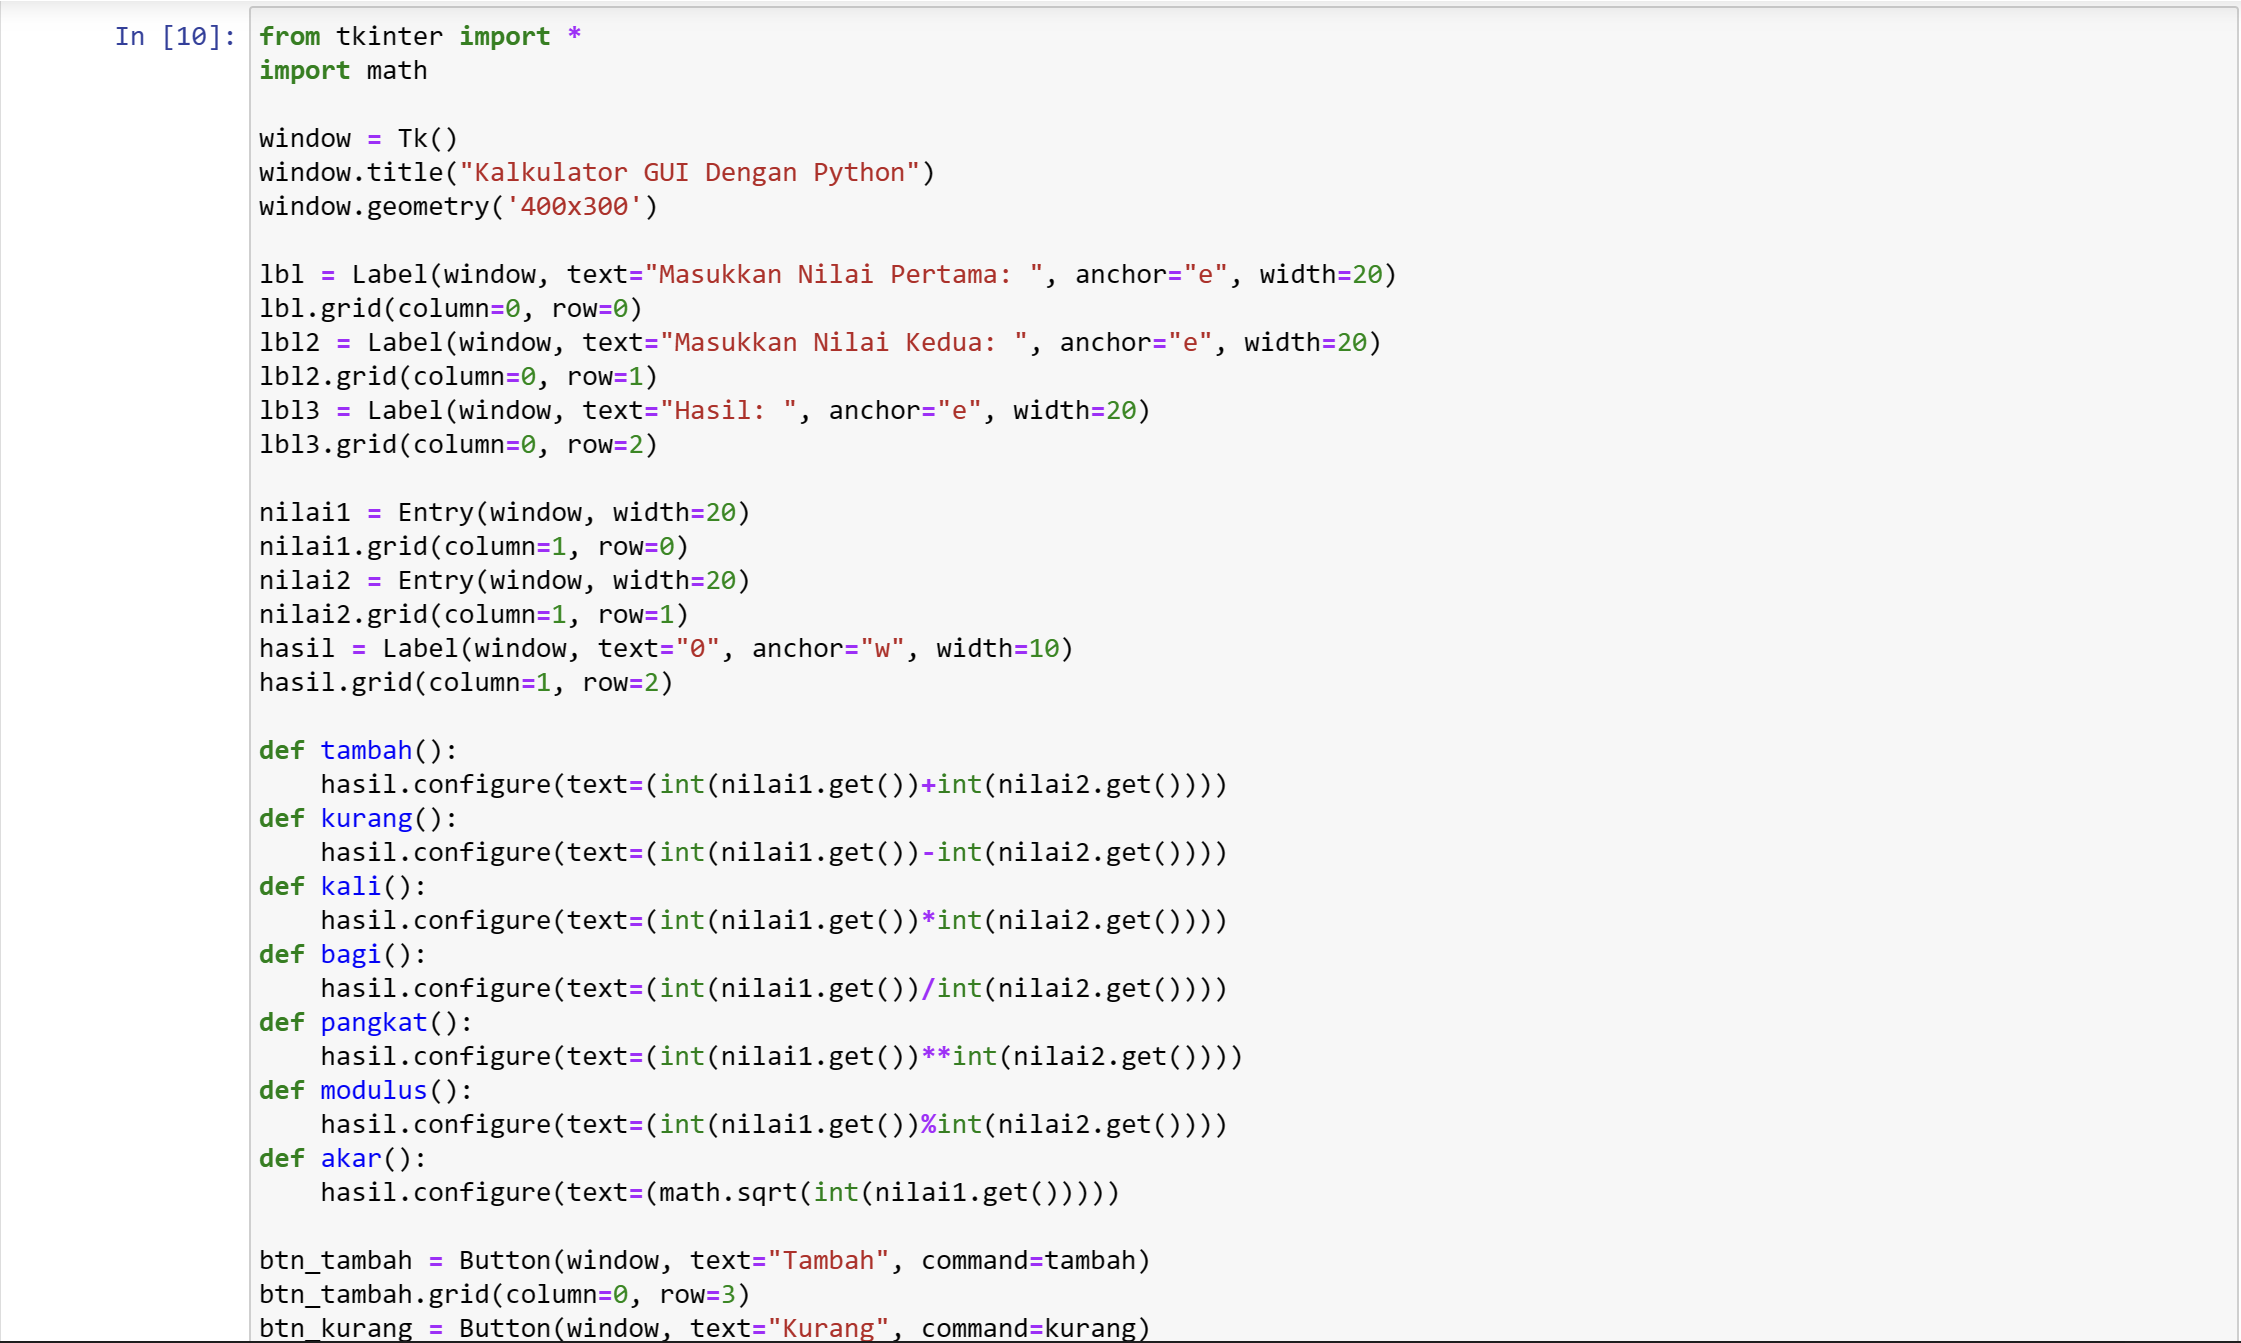 In [10]:
from tkinter import *
import math
window = Tk()
window.title("Kalkulator GUI Dengan Python")
window.geometry('400x300')
lbl = Label(window, text="Masukkan Nilai Pertama: ", anchor="e", width=20)
lbl.grid(column=0, row=0)
lbl2 = Label(window, text="Masukkan Nilai Kedua: ", anchor="e", width=20)
lbl2.grid(column=0, row=1)
lbl3 = Label(window, text="Hasil: ", anchor="e", width=20)
lbl3.grid(column=0, row=2)
nilai1 = Entry(window, width=20)
nilai1.grid(column=1, row=0)
nilai2 = Entry(window, width=20)
nilai2.grid(column=1, row=1)
hasil = Label(window, text="0", anchor="w", width=10)
hasil.grid(column=1, row=2)
def tambah():
    hasil.configure(text=(int(nilai1.get())+int(nilai2.get())))
def kurang():
    hasil.configure(text=(int(nilai1.get())-int(nilai2.get())))
def kali():
    hasil.configure(text=(int(nilai1.get())*int(nilai2.get())))
def bagi():
    hasil.configure(text=(int(nilai1.get())/int(nilai2.get())))
def pangkat():
    hasil.configure(text=(int(nilai1.get())**int(nilai2.get())))
def modulus():
    hasil.configure(text=(int(nilai1.get())%int(nilai2.get())))
def akar():
    hasil.configure(text=(math.sqrt(int(nilai1.get()))))
btn_tambah = Button(window, text="Tambah", command=tambah)
btn_tambah.grid(column=0, row=3)
btn_kurang = Button(window, text="Kurang", command=kurang)